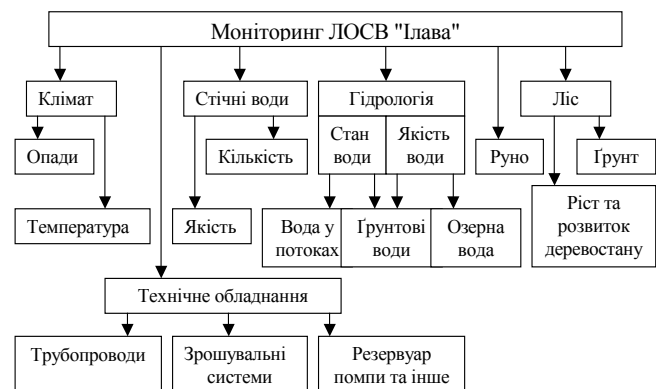 Моніторинг ЛОСВ "Ілава"
Клімат
Стічні води
Гідрологія
Ліс
Опади
Кількість
Стан
води
Якість
води
Руно
Ґрунт
Температура
Якість
Вода у
потоках
Ґрунтові
води
Озерна
вода
Ріст та
розвиток
деревостану
Технічне обладнання
Трубопроводи
Зрошувальні
системи
Резервуар
помпи та інше